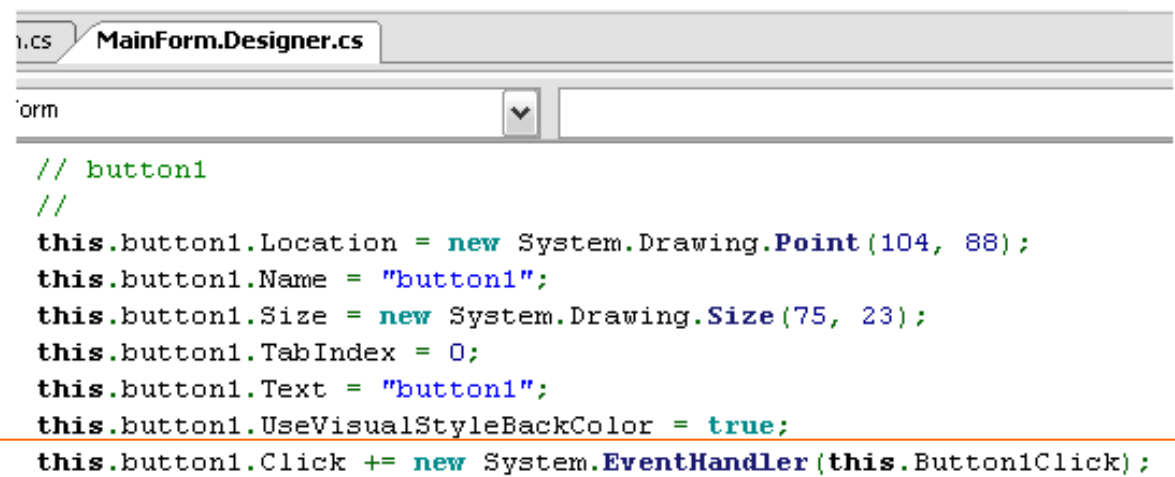 n.cs MainForm.Designer.cs
orm
// button1
//
this.button1.Location = new System.Drawing.Point(104, 88);
this.button1.Name = "button1";
this.button1.Size = new System.Drawing.Size(75, 23);
this.button1.TabIndex = 0;
this.button1.Text = "button1";
this.button1.UseVisualStyleBackColor = true;
this.button1.Click += new System.EventHandler(this.Button1Click);